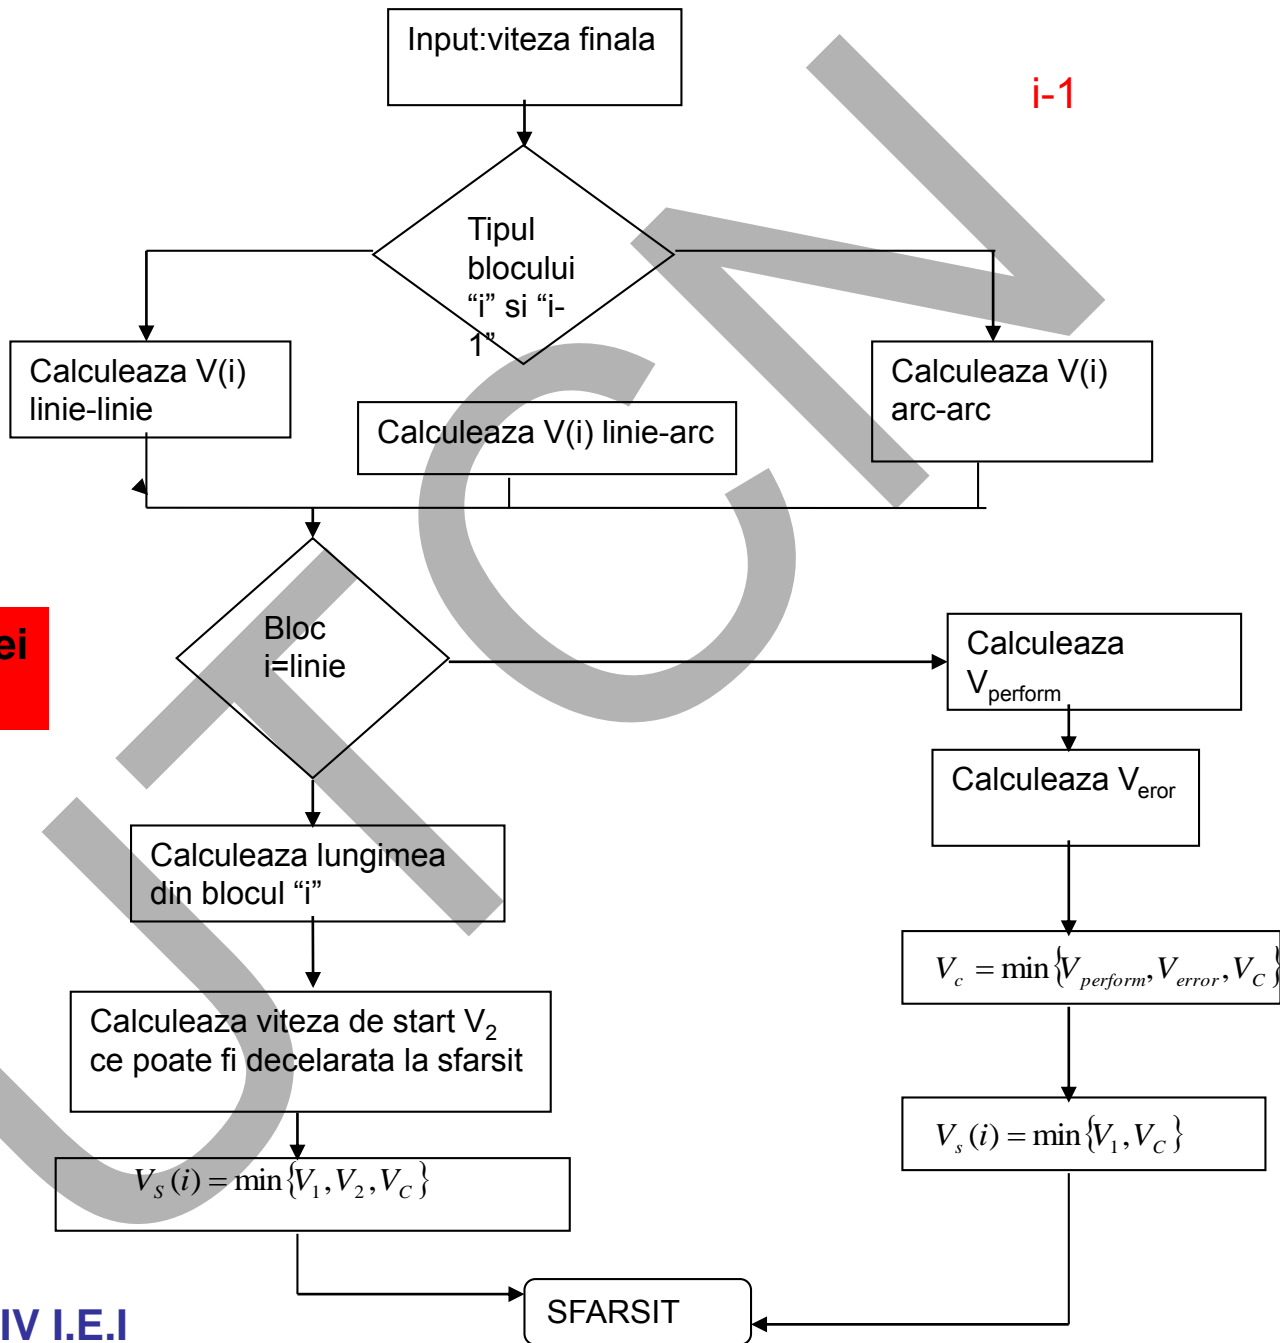 Input:viteza finala
i-1
Tipul
blocului
“i” si “i-
1”
Calculeaza V(i)
linie-linie
Calculeaza V(i) linie-arc
Calculeaza V(i)
arc-arc
ei
Bloc
i=linie
Calculeaza
Vperform
Calculeaza Veror
Calculeaza lungimea
din blocul “i”
Vc = min{Vperform, Verror, VC}
Calculeaza viteza de start V2
ce poate fi decelarata la sfarsit
Vs(i) = min{V1, VC}
VS(i) = min{V1, V2, VC}
SFARSIT
IV I.E.I
UTCN